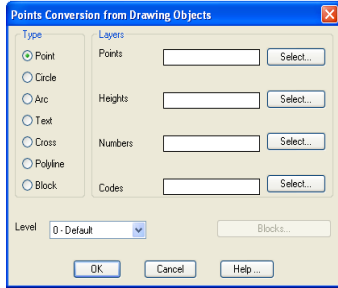 Points Conversion from Drawing Objects
Type
Point
Circle
Arc
Text
Cross
Polyline
Block
Layers
Points Select...
Heights Select...
Numbers Select...
Codes Select...
Level 0 - Default Blocks...
OK Cancel Help ...